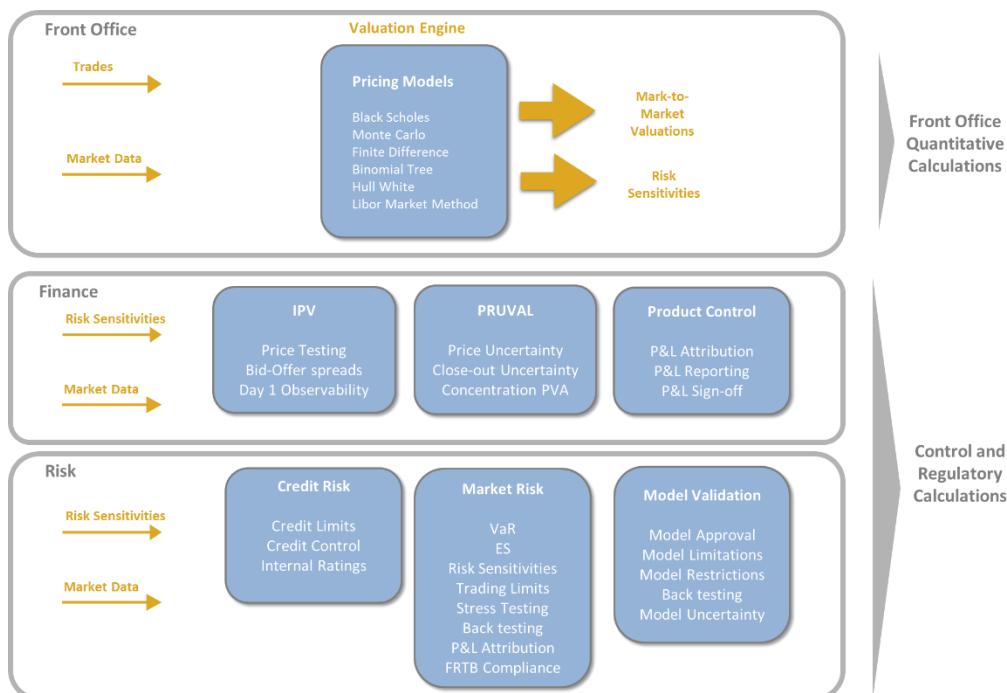 Front Office
Valuation Engine
Trades
Market Data
Pricing Models
Black Scholes
Monte Carlo
Finite Difference
Binomial Tree
Hull White
Libor Market Method
Mark-to-
Market
Valuations
Risk
Sensitivities
Front Office
Quantitative
Calculations
Finance
Risk Sensitivities
Market Data
IPV
Price Testing
Bid-Offer spreads
Day 1 Observability
PRUVAL
Price Uncertainty
Close-out Uncertainty
Concentration PVA
Product Control
P&L Attribution
P&L Reporting
P&L Sign-off
Risk
Risk Sensitivities
Market Data
Credit Risk
Credit Limits
Credit Control
Internal Ratings
Market Risk
VaR
ES
Risk Sensitivities
Trading Limits
Stress Testing
Back testing
P&L Attribution
FRTB Compliance
Model Validation
Model Approval
Model Limitations
Model Restrictions
Back testing
Model Uncertainty
Control and
Regulatory
Calculations